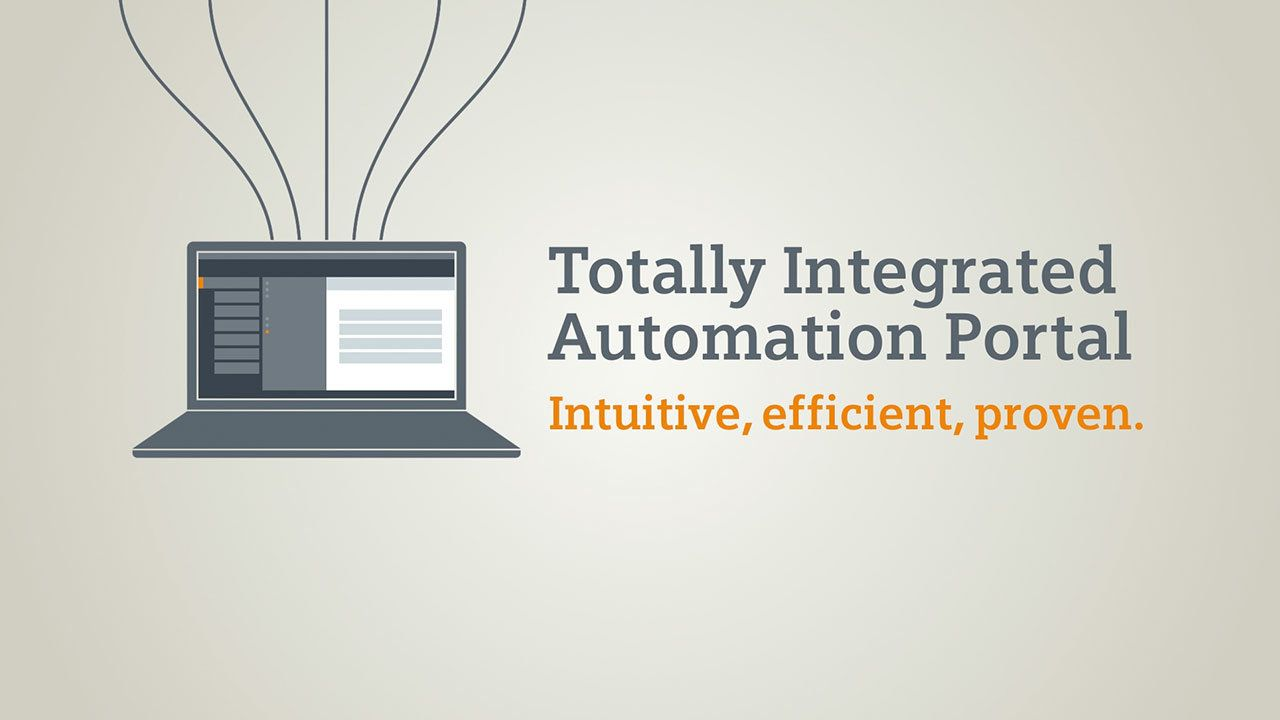 Totally Integrated
Automation Portal
Intuitive, efficient, proven.